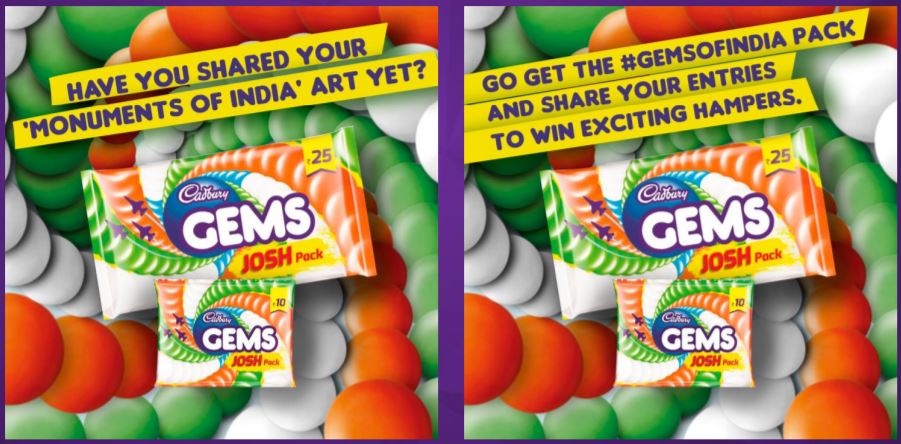 HAVE YOU SHARED YOUR
'MONUMENTS OF INDIA' ART YET?
₹25
Cadbury
GEMS
JOSH Pack
₹10
Cadbury
GEMS
JOSH Pack
GO GET THE #GEMSOFINDIA PACK
AND SHARE YOUR ENTRIES
TO WIN EXCITING HAMPERS.
₹25
Cadbury
GEMS
JOSH Pack
₹10
Cadbury
GEMS
JOSH Pack